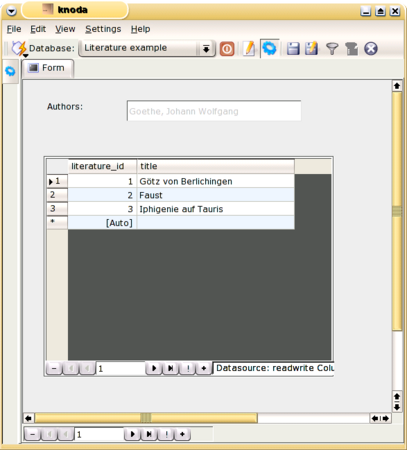 knoda
File Edit View Settings Help
Database: Literature example
Form
Authors: Goethe, Johann Wolfgang
literature_id title
1 1 Götz von Berlichingen
2 2 Faust
3 3 Iphigenie auf Tauris
* [Auto]
1 Datasource: readwrite Colu
1